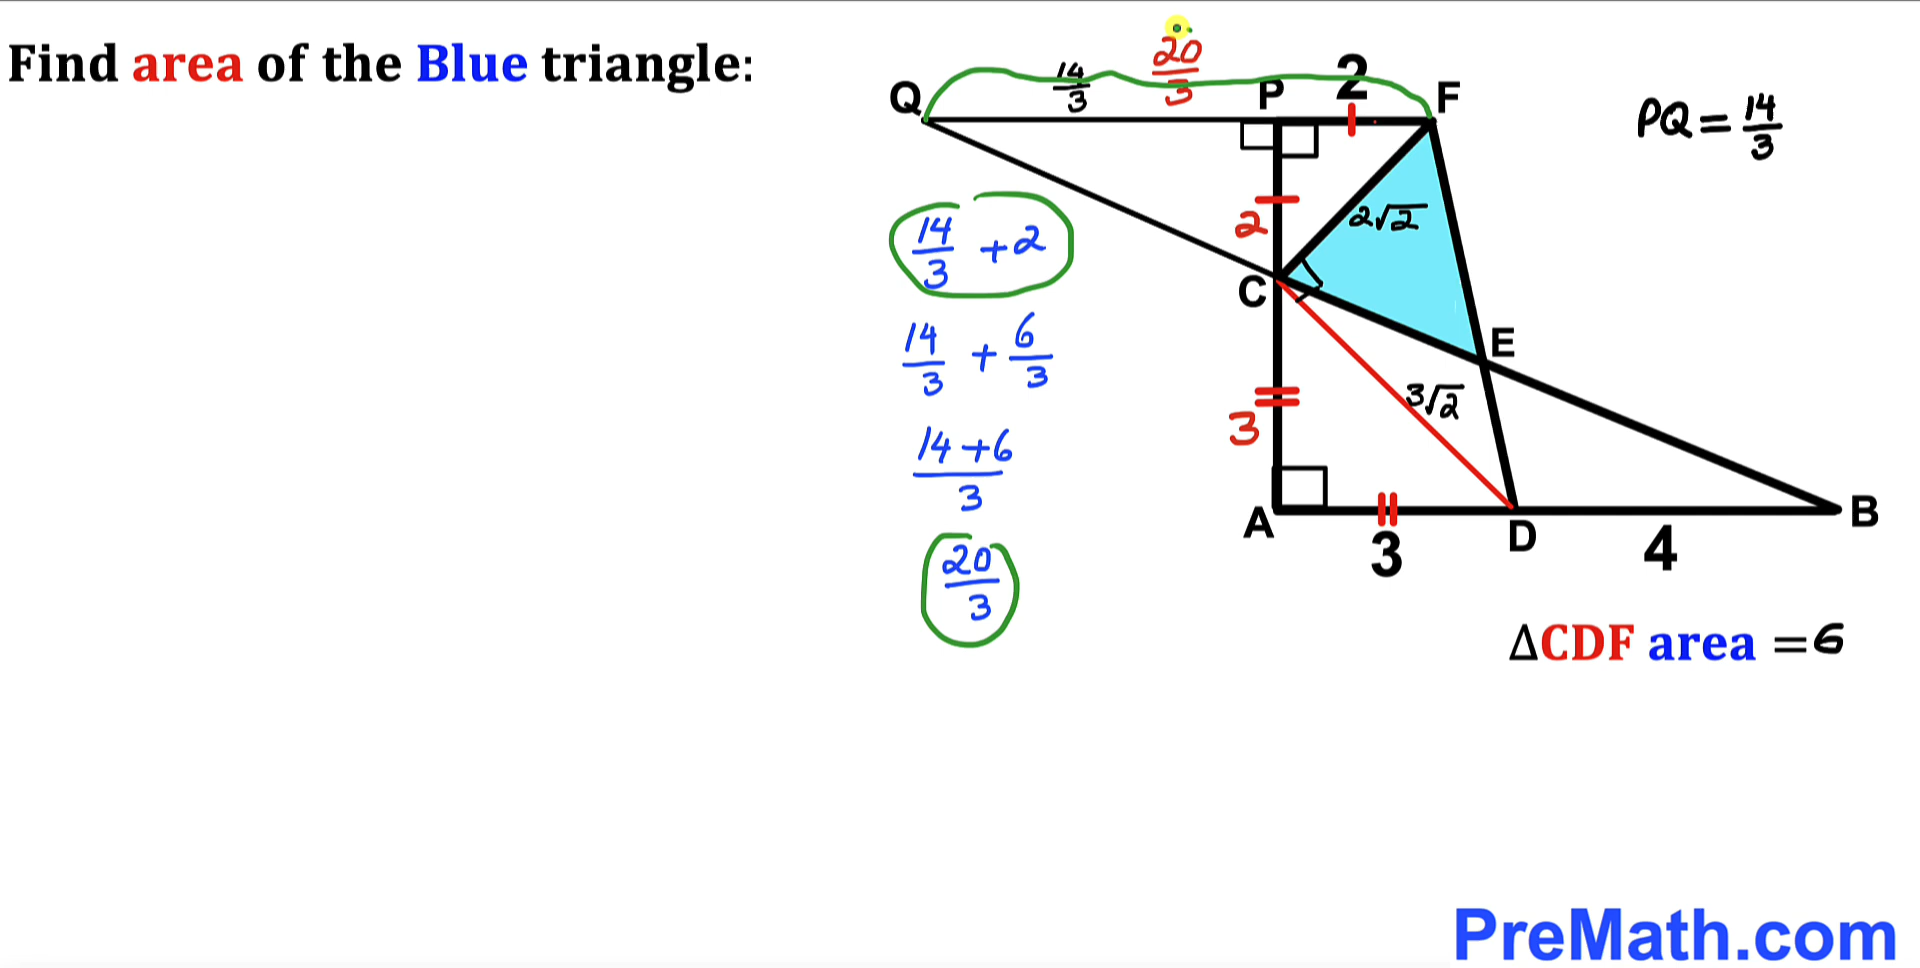 Find area of the Blue triangle:
Q
14/3
20/3
P
2
F
PQ = 14/3
14/3 + 2
2
2√2
C
E
14/3 + 6/3
3√2
3
14 + 6
3
A
3
D
4
B
20/3
ΔCDF area = 6
PreMath.com